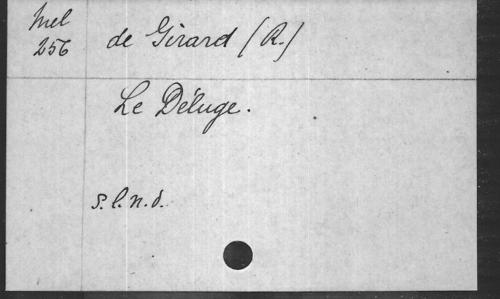 Mel
256
de Girard (R.)
Le Déluge.
s.l.n.d.